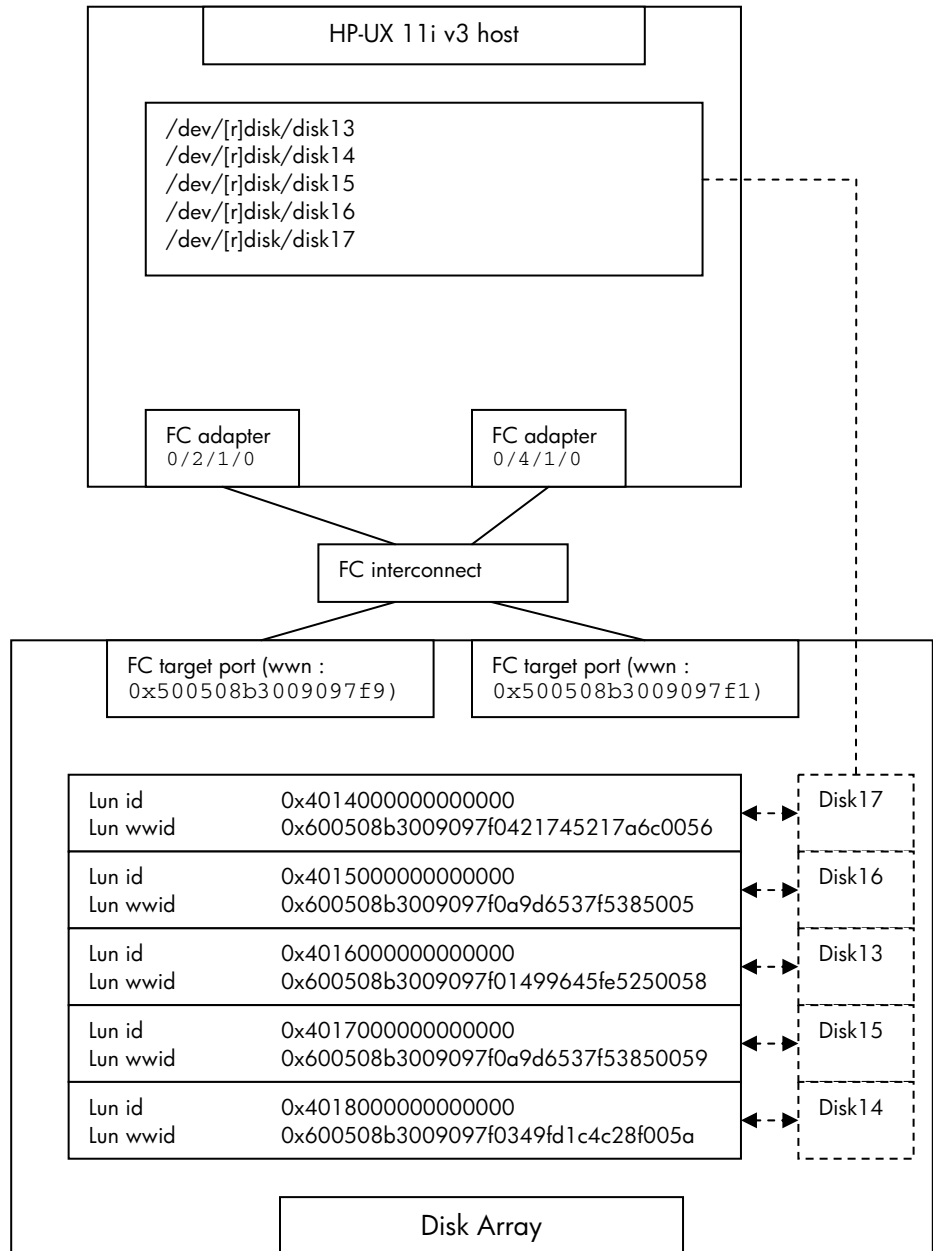 HP-UX 11i v3 host
/dev/[r]disk/disk13
/dev/[r]disk/disk14
/dev/[r]disk/disk15
/dev/[r]disk/disk16
/dev/[r]disk/disk17
FC adapter
0/2/1/0
FC adapter
0/4/1/0
FC interconnect
FC target port (wwn :
0x500508b3009097f9)
FC target port (wwn :
0x500508b3009097f1)
Lun id 0x4014000000000000
Lun wwid 0x600508b3009097f0421745217a6c0056
Disk17
Lun id 0x4015000000000000
Lun wwid 0x600508b3009097f0a9d6537f5385005
Disk16
Lun id 0x4016000000000000
Lun wwid 0x600508b3009097f01499645fe5250058
Disk13
Lun id 0x4017000000000000
Lun wwid 0x600508b3009097f0a9d6537f53850059
Disk15
Lun id 0x4018000000000000
Lun wwid 0x600508b3009097f0349fd1c4c28f005a
Disk14
Disk Array